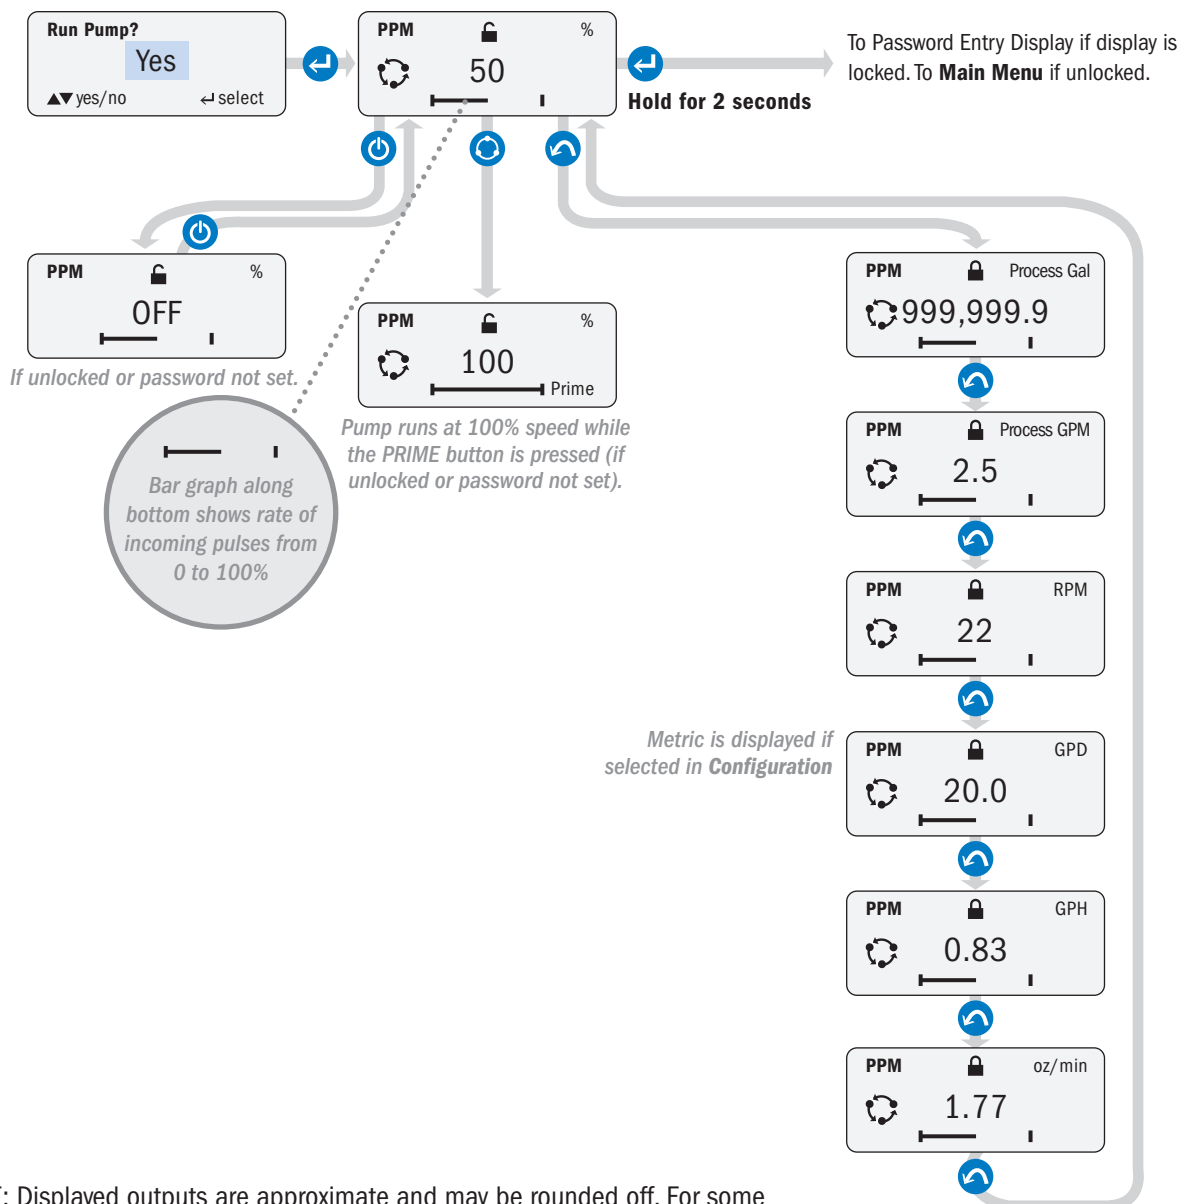 Run Pump?
Yes
▲▼ yes/no ↵ select
PPM %
50
Hold for 2 seconds
To Password Entry Display if display is
locked. To Main Menu if unlocked.
PPM %
OFF
If unlocked or password not set.
PPM %
100
Prime
Pump runs at 100% speed while
the PRIME button is pressed (if
unlocked or password not set).
Bar graph along
bottom shows rate of
incoming pulses from
0 to 100%
PPM Process Gal
999,999.9
PPM Process GPM
2.5
PPM RPM
22
Metric is displayed if
selected in Configuration
PPM GPD
20.0
PPM GPH
0.83
PPM oz/min
1.77
: Displayed outputs are approximate and may be rounded off. For some